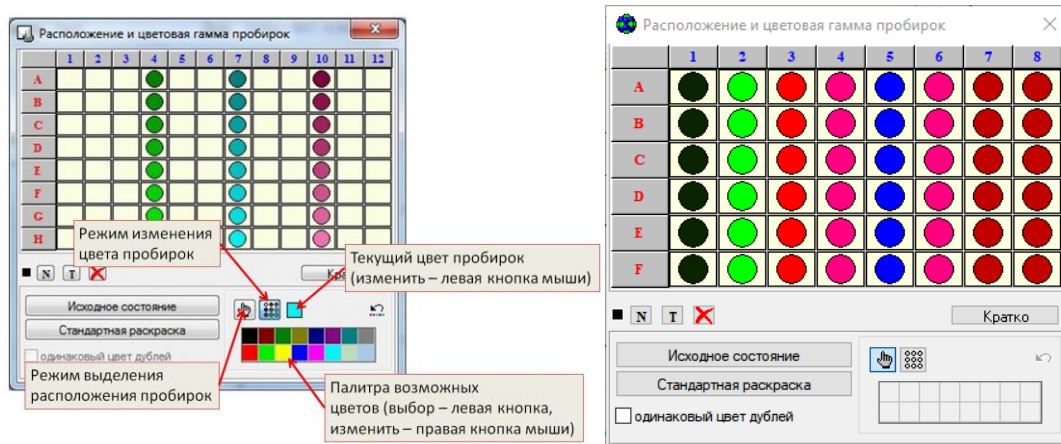 Расположение и цветовая гамма пробирок
1 2 3 4 5 6 7 8 9 10 11 12
A
B
C
D
E
F
G
H
Режим изменения
цвета пробирок
Текущий цвет пробирок
(изменить – левая кнопка мыши)
N T
Исходное состояние
Стандартная раскраска
одинаковый цвет дублей
Режим выделения
расположения пробирок
Палитра возможных
цветов (выбор – левая кнопка,
изменить – правая кнопка мыши)
Расположение и цветовая гамма пробирок
1 2 3 4 5 6 7 8
A
B
C
D
E
F
N T
Кратко
Исходное состояние
Стандартная раскраска
одинаковый цвет дублей